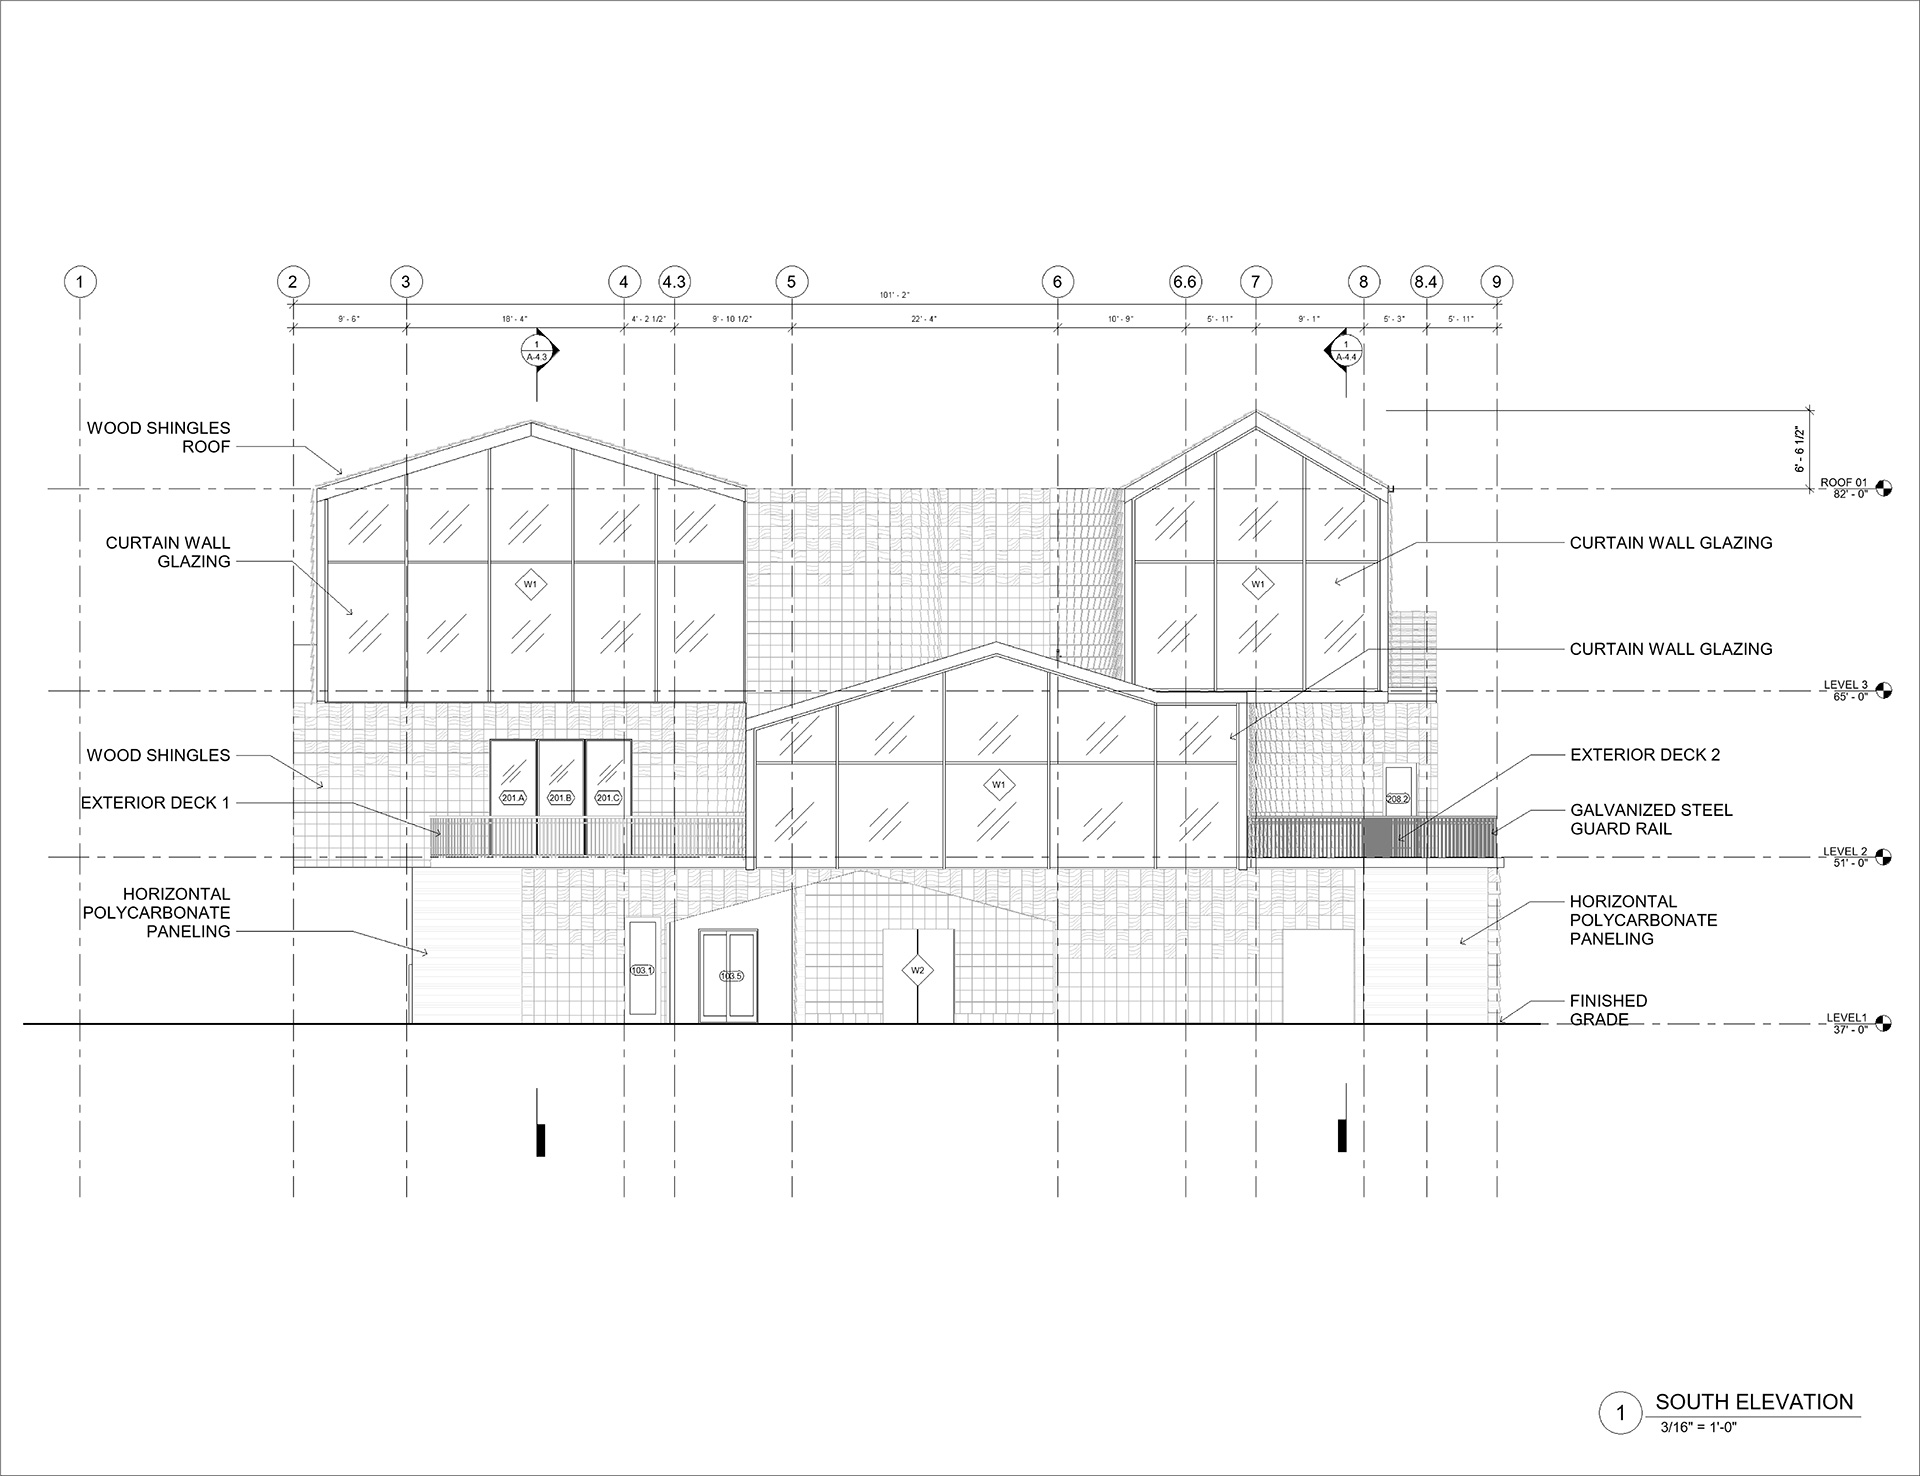 1 2 3 4 4.3 5 6 6.6 7 8 8.4 9
101' - 2"
9' - 6" 18' - 4" 4' - 2 1/2" 9' - 10 1/2" 22' - 4" 10' - 9" 5' - 11" 9' - 1" 5' - 3" 5' - 11"
1
A-4.3
1
A-4.4
WOOD SHINGLES
ROOF
6' - 6 1/2"
ROOF 01
82' - 0"
CURTAIN WALL
GLAZING
CURTAIN WALL GLAZING
W1
W1
CURTAIN WALL GLAZING
LEVEL 3
65' - 0"
WOOD SHINGLES
EXTERIOR DECK 2
W1
201.A 201.B 201.C
208.2
EXTERIOR DECK 1
GALVANIZED STEEL
GUARD RAIL
LEVEL 2
51' - 0"
HORIZONTAL
POLYCARBONATE
PANELING
HORIZONTAL
POLYCARBONATE
PANELING
103.1
103.5
W2
FINISHED
GRADE
LEVEL1
37' - 0"
1
SOUTH ELEVATION
3/16" = 1'-0"